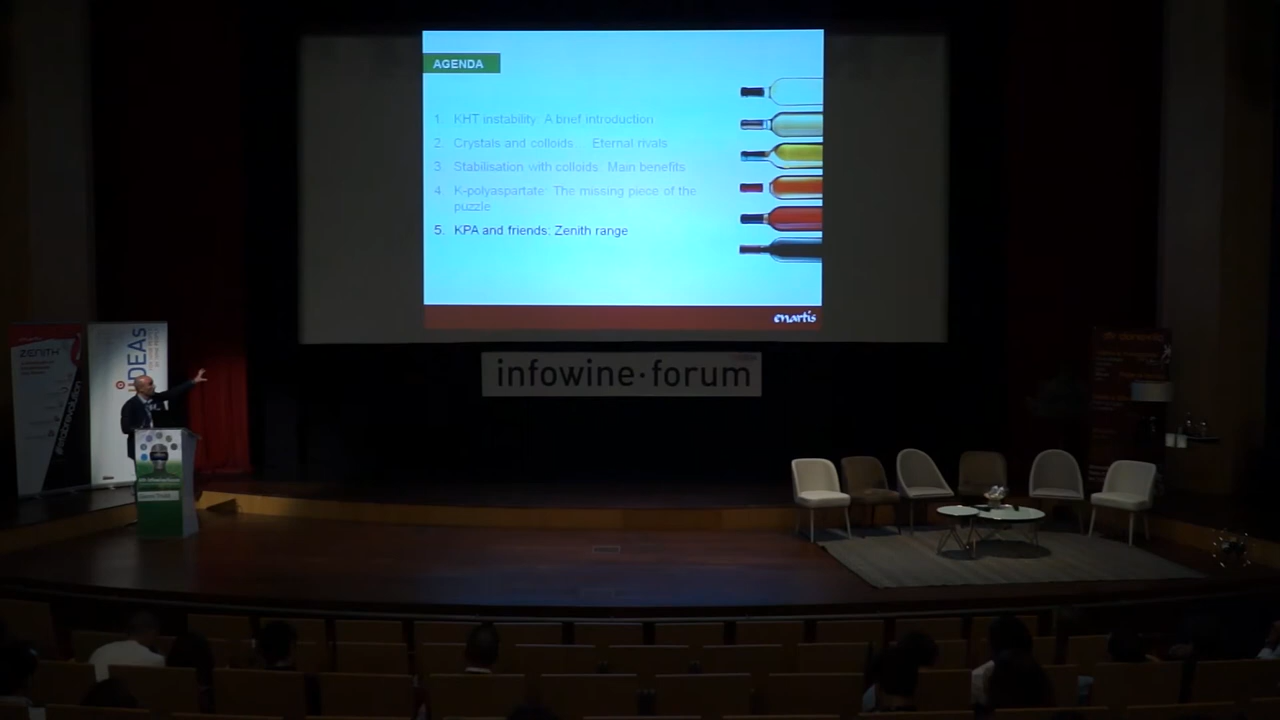 AGENDA
1. KHT instability: A brief introduction
2. Crystals and colloids... Eternal rivals
3. Stabilisation with colloids: Main benefits
4. K-polyaspartate: The missing piece of the
puzzle
5. KPA and friends: Zenith range
enartis
ZENITH
#stabrevolution
iDEAs
infowine·forum